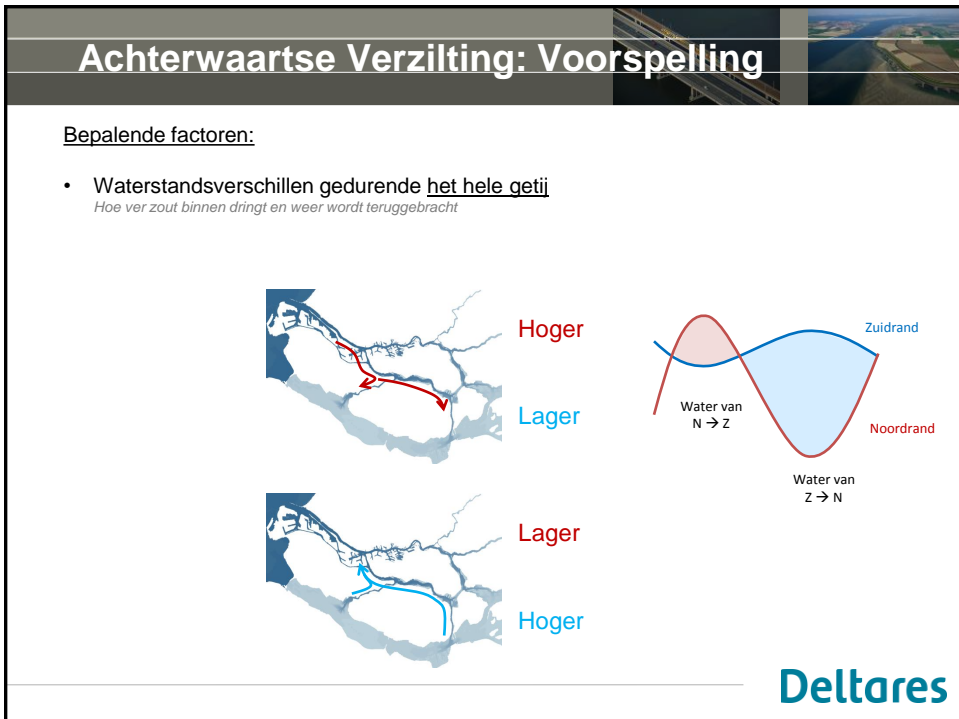 Achterwaartse Verzilting: Voorspelling
Bepalende factoren:
• Waterstandsverschillen gedurende het hele getij
Hoe ver zout binnen dringt en weer wordt teruggebracht
Hoger
Lager
Zuidrand
Water van
N → Z
Noordrand
Water van
Z → N
Lager
Hoger
Deltares